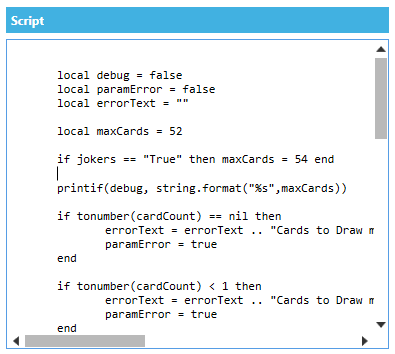 Script
local debug = false
local paramError = false
local errorText = ""
local maxCards = 52
if jokers == "True" then maxCards = 54 end
printif(debug, string.format("%s",maxCards))
if tonumber(cardCount) == nil then
errorText = errorText .. "Cards to Draw
paramError = true
end
if tonumber(cardCount) < 1 then
errorText = errorText .. "Cards to Draw
paramError = true
end